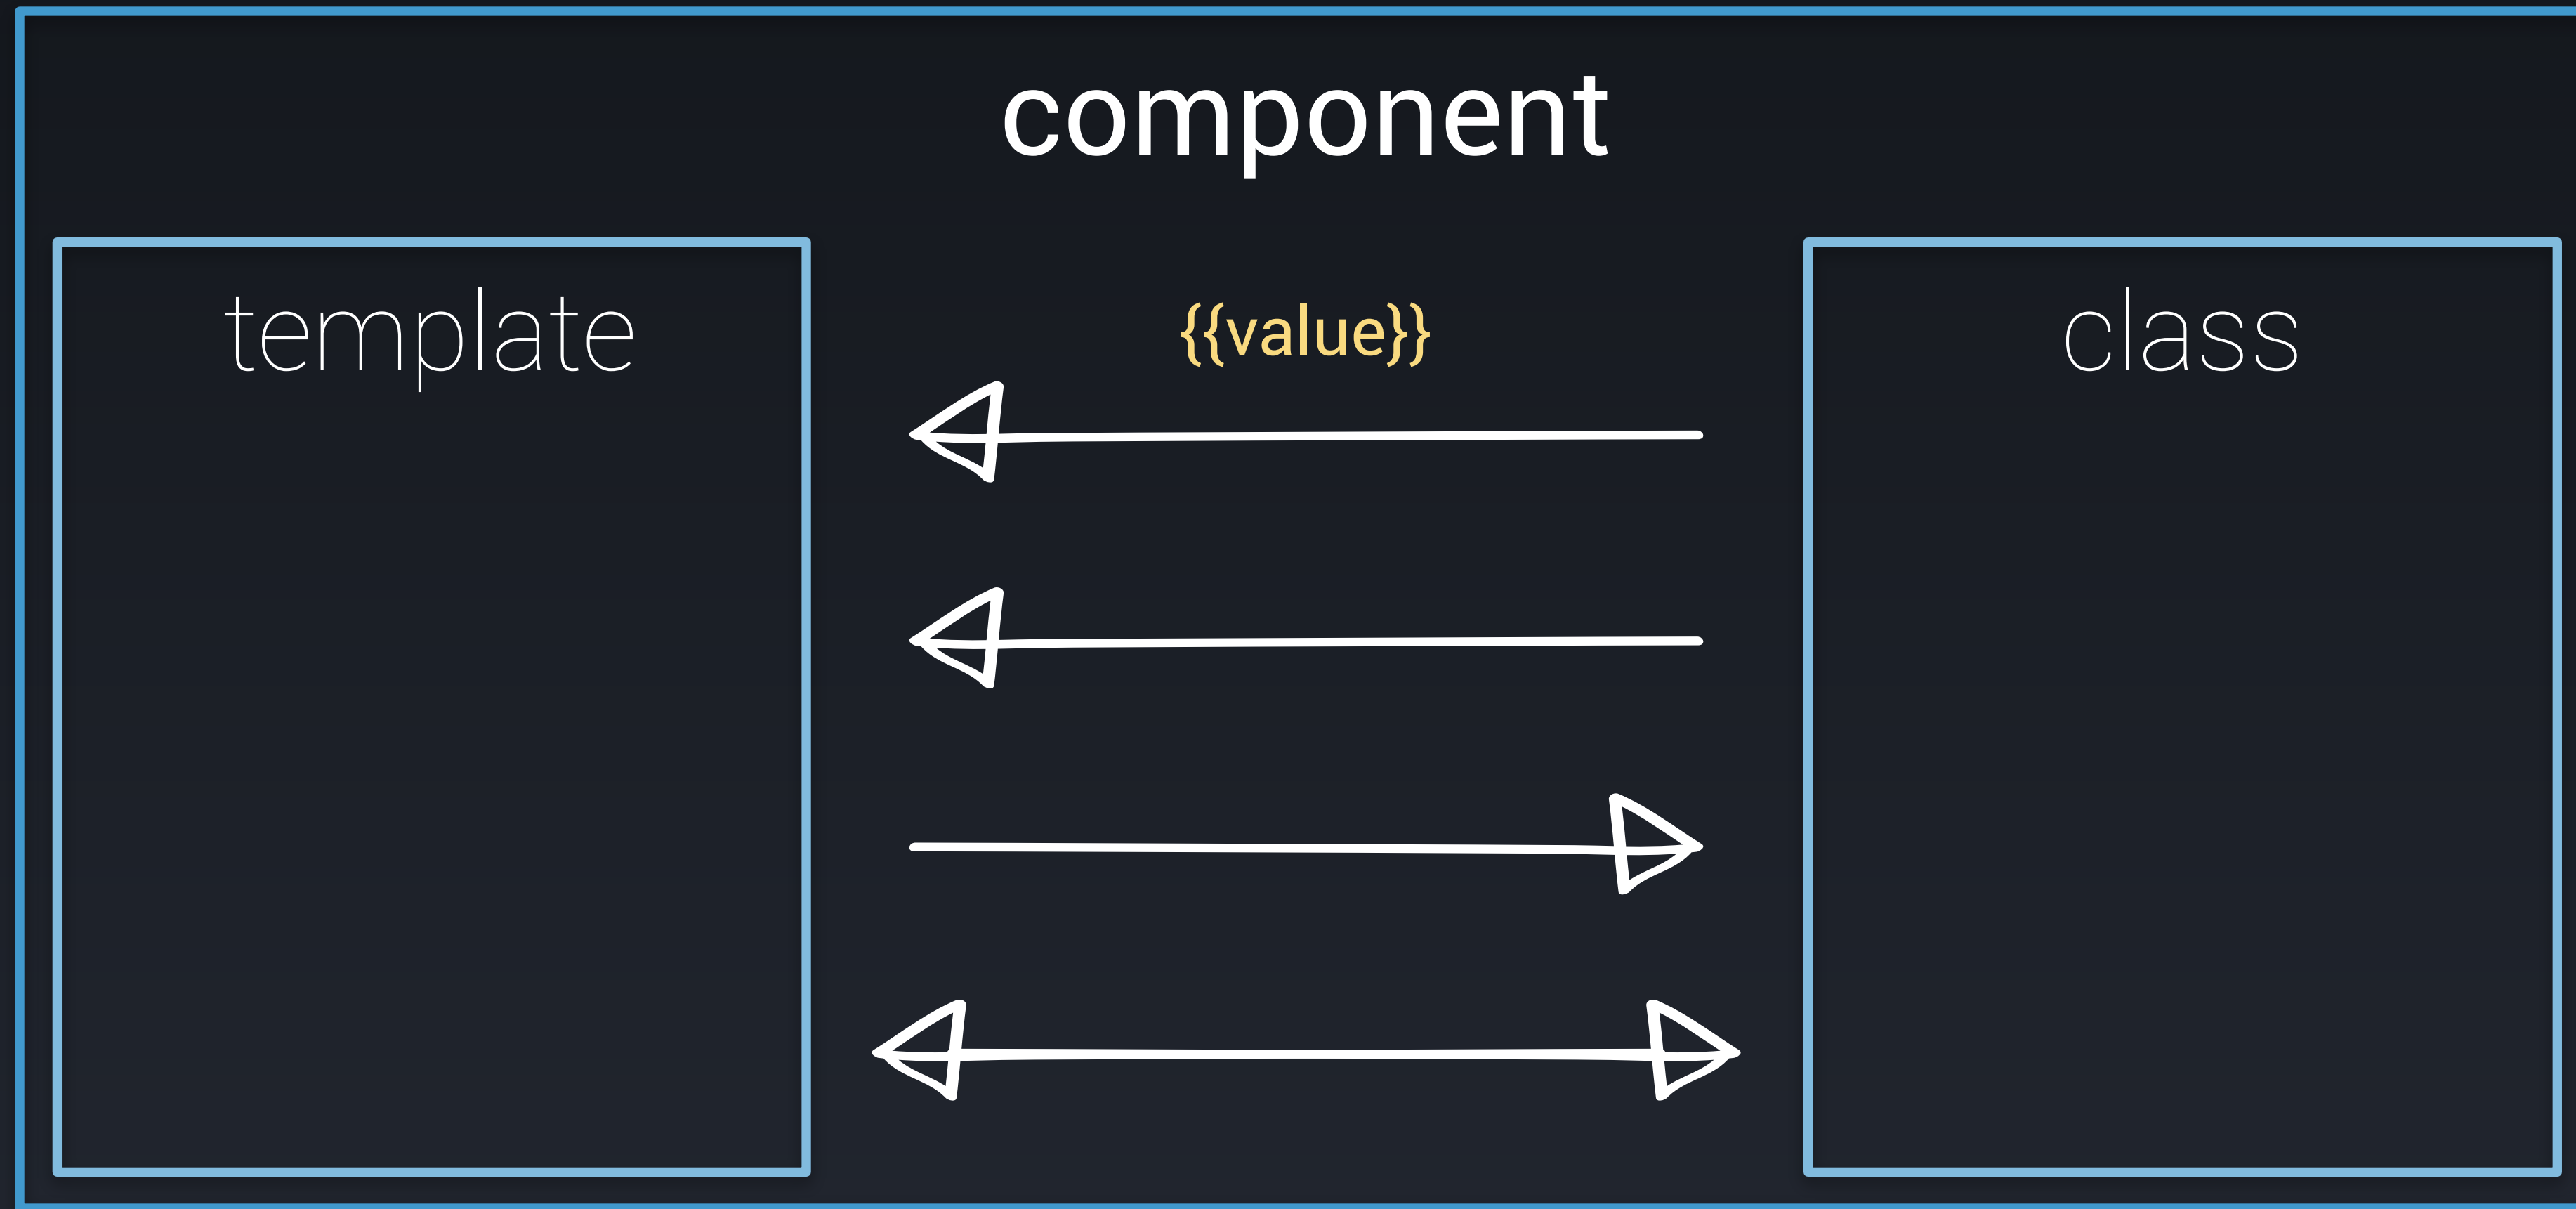 component
template
{{value}}
class